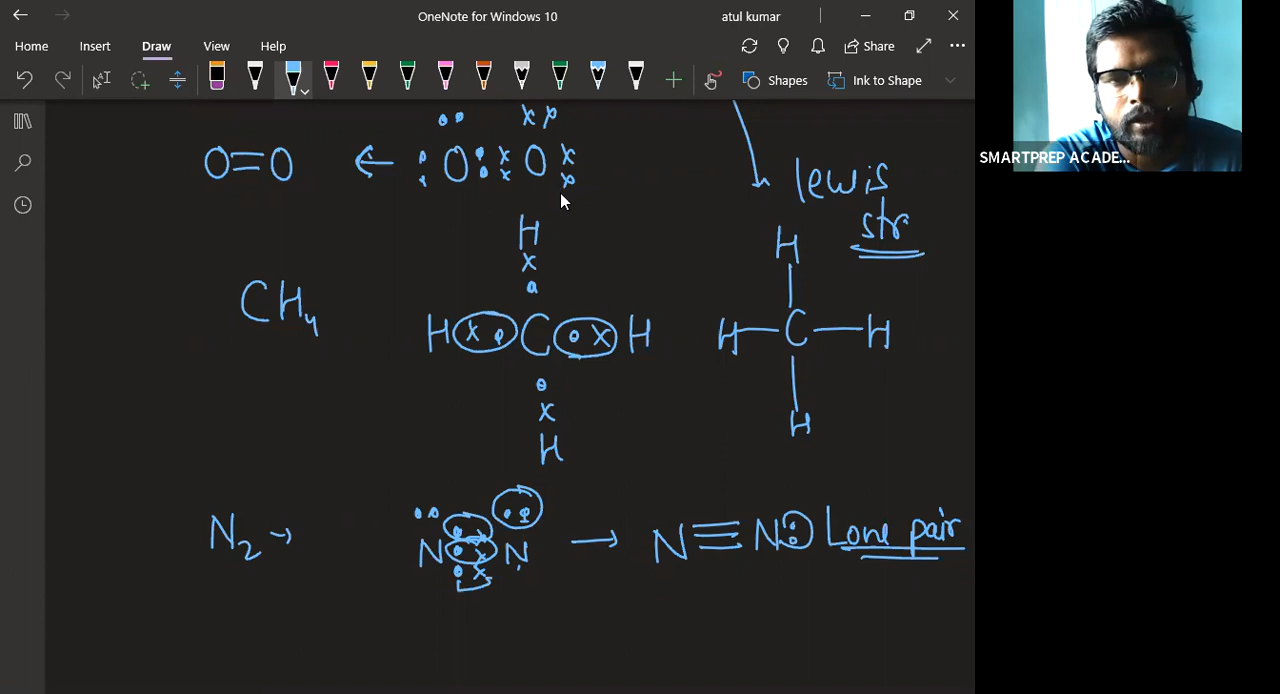 OneNote for Windows 10
atul kumar
Home Insert Draw View Help
Share
Shapes
Ink to Shape
SMARTPREP ACADE...
x x
O=O ← O x x O x x
lewis
str
H
x
CH4
H x C x H
x
H
H
H-C-H
H
N2 → N x x x N → N≡N: Lone pair